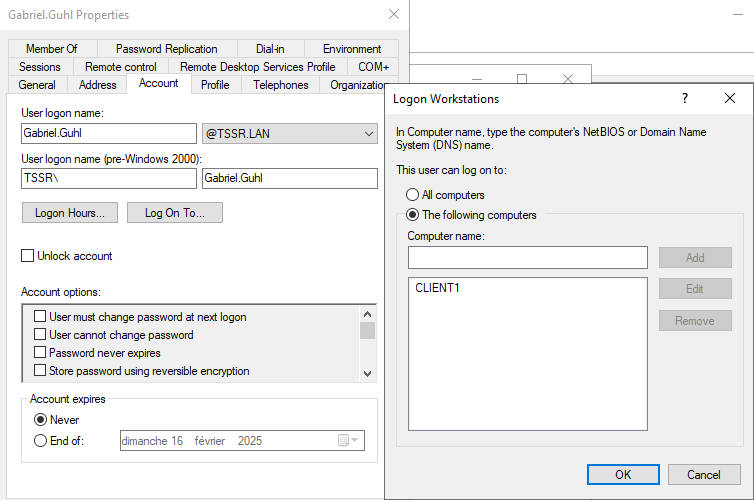 Gabriel.Guhl Properties
Member Of
Password Replication
Dial-in
Environment
Sessions
Remote control
Remote Desktop Services Profile
COM+
General
Address
Account
Profile
Telephones
Organization
User logon name:
Gabriel.Guhl
@TSSR.LAN
User logon name (pre-Windows 2000):
TSSR\
Gabriel.Guhl
Logon Hours...
Log On To...
Unlock account
Account options:
User must change password at next logon
User cannot change password
Password never expires
Store password using reversible encryption
Account expires
Never
End of:
dimanche 16 février 2025
Logon Workstations
In Computer name, type the computer's NetBIOS or Domain Name
System (DNS) name.
This user can log on to:
All computers
The following computers
Computer name:
Add
CLIENT1
Edit
Remove
OK
Cancel